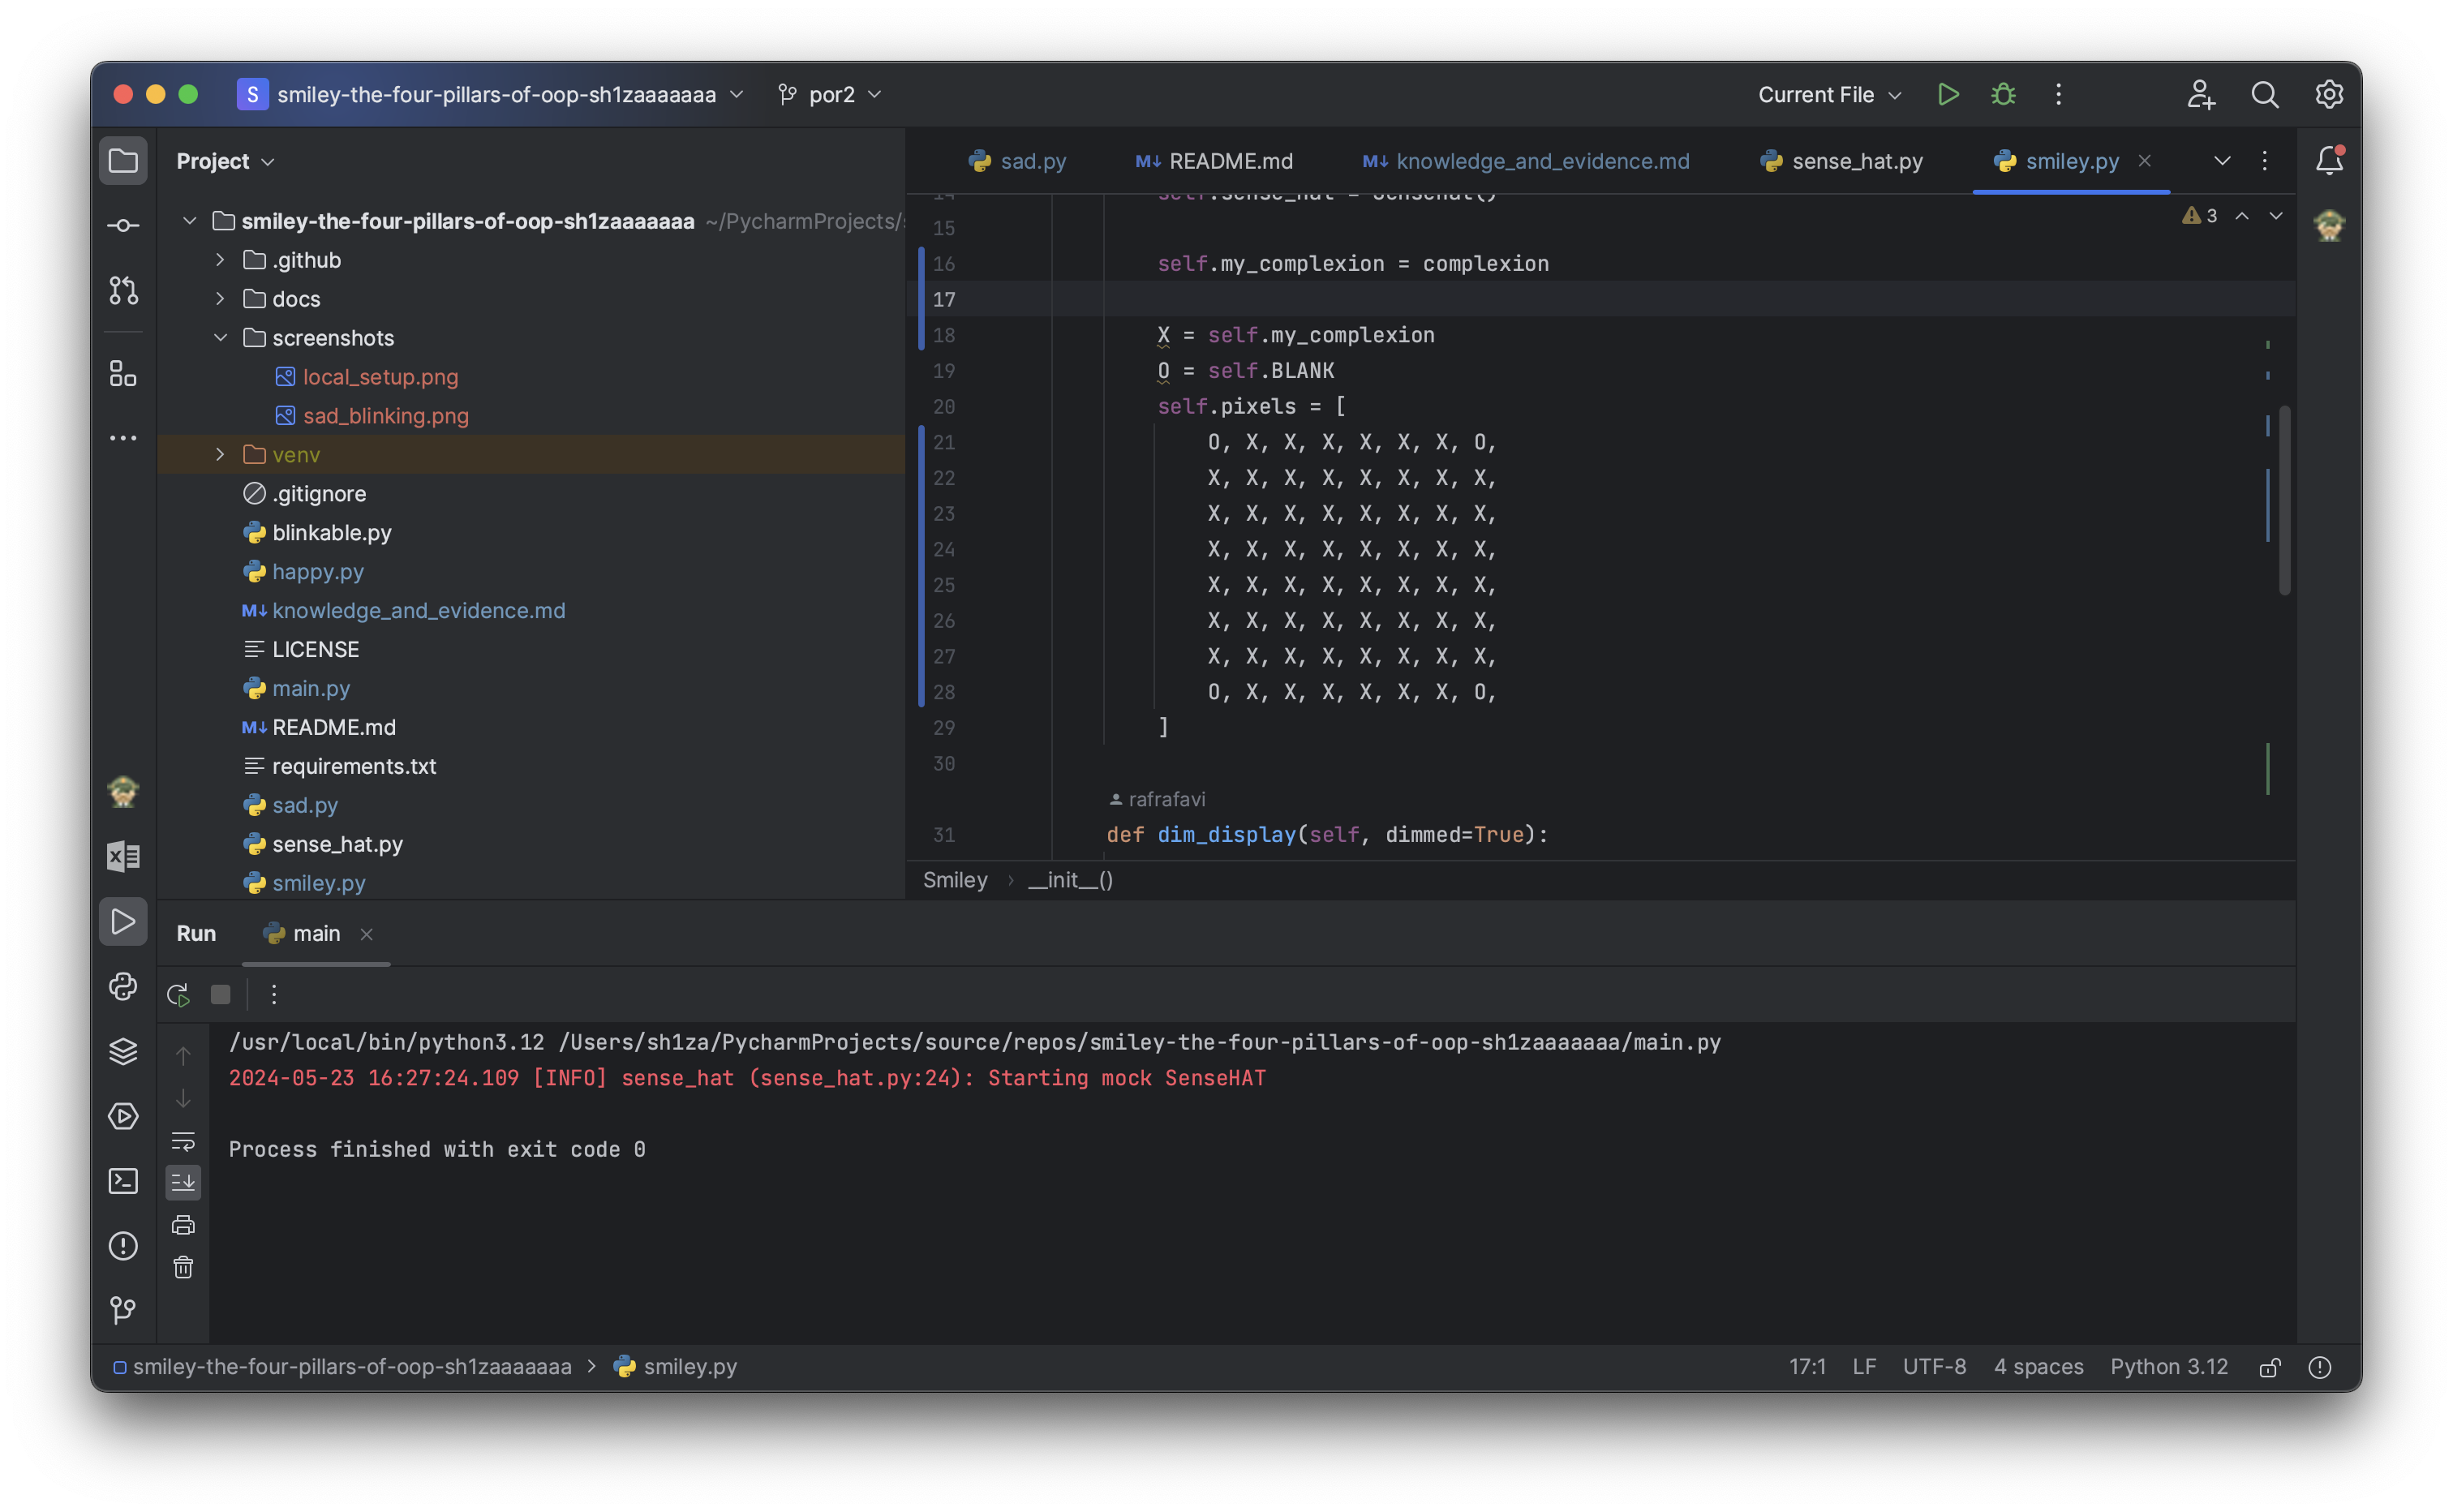 S smiley-the-four-pillars-of-oop-sh1zaaaaaaa por2 Current File
Project
smiley-the-four-pillars-of-oop-sh1zaaaaaaa ~/PycharmProjects/s
.github
docs
screenshots
local_setup.png
sad_blinking.png
venv
.gitignore
blinkable.py
happy.py
M↓ knowledge_and_evidence.md
LICENSE
main.py
M↓ README.md
requirements.txt
sad.py
sense_hat.py
smiley.py
sad.py M↓ README.md M↓ knowledge_and_evidence.md sense_hat.py smiley.py
3
14 self.sense_hat = SenseHat()
15
16 self.my_complexion = complexion
17
18 X = self.my_complexion
19 O = self.BLANK
20 self.pixels = [
21 O, X, X, X, X, X, X, O,
22 X, X, X, X, X, X, X, X,
23 X, X, X, X, X, X, X, X,
24 X, X, X, X, X, X, X, X,
25 X, X, X, X, X, X, X, X,
26 X, X, X, X, X, X, X, X,
27 X, X, X, X, X, X, X, X,
28 O, X, X, X, X, X, X, O,
29 ]
30
rafrafavi
31 def dim_display(self, dimmed=True):
Smiley › __init__()
Run main
/usr/local/bin/python3.12 /Users/sh1za/PycharmProjects/source/repos/smiley-the-four-pillars-of-oop-sh1zaaaaaaa/main.py
2024-05-23 16:27:24.109 [INFO] sense_hat (sense_hat.py:24): Starting mock SenseHAT
Process finished with exit code 0
smiley-the-four-pillars-of-oop-sh1zaaaaaaa › smiley.py 17:1 LF UTF-8 4 spaces Python 3.12